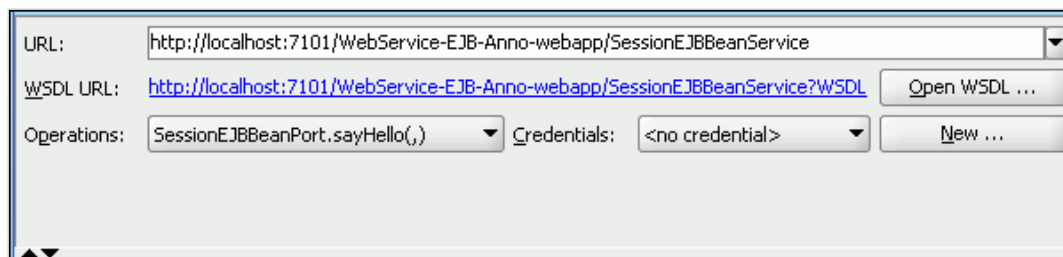 URL: http://localhost:7101/WebService-EJB-Anno-webapp/SessionEJBBeanService
WSDL URL: http://localhost:7101/WebService-EJB-Anno-webapp/SessionEJBBeanService?WSDL Open WSDL ...
Operations: SessionEJBBeanPort.sayHello(,) Credentials: <no credential> New ...